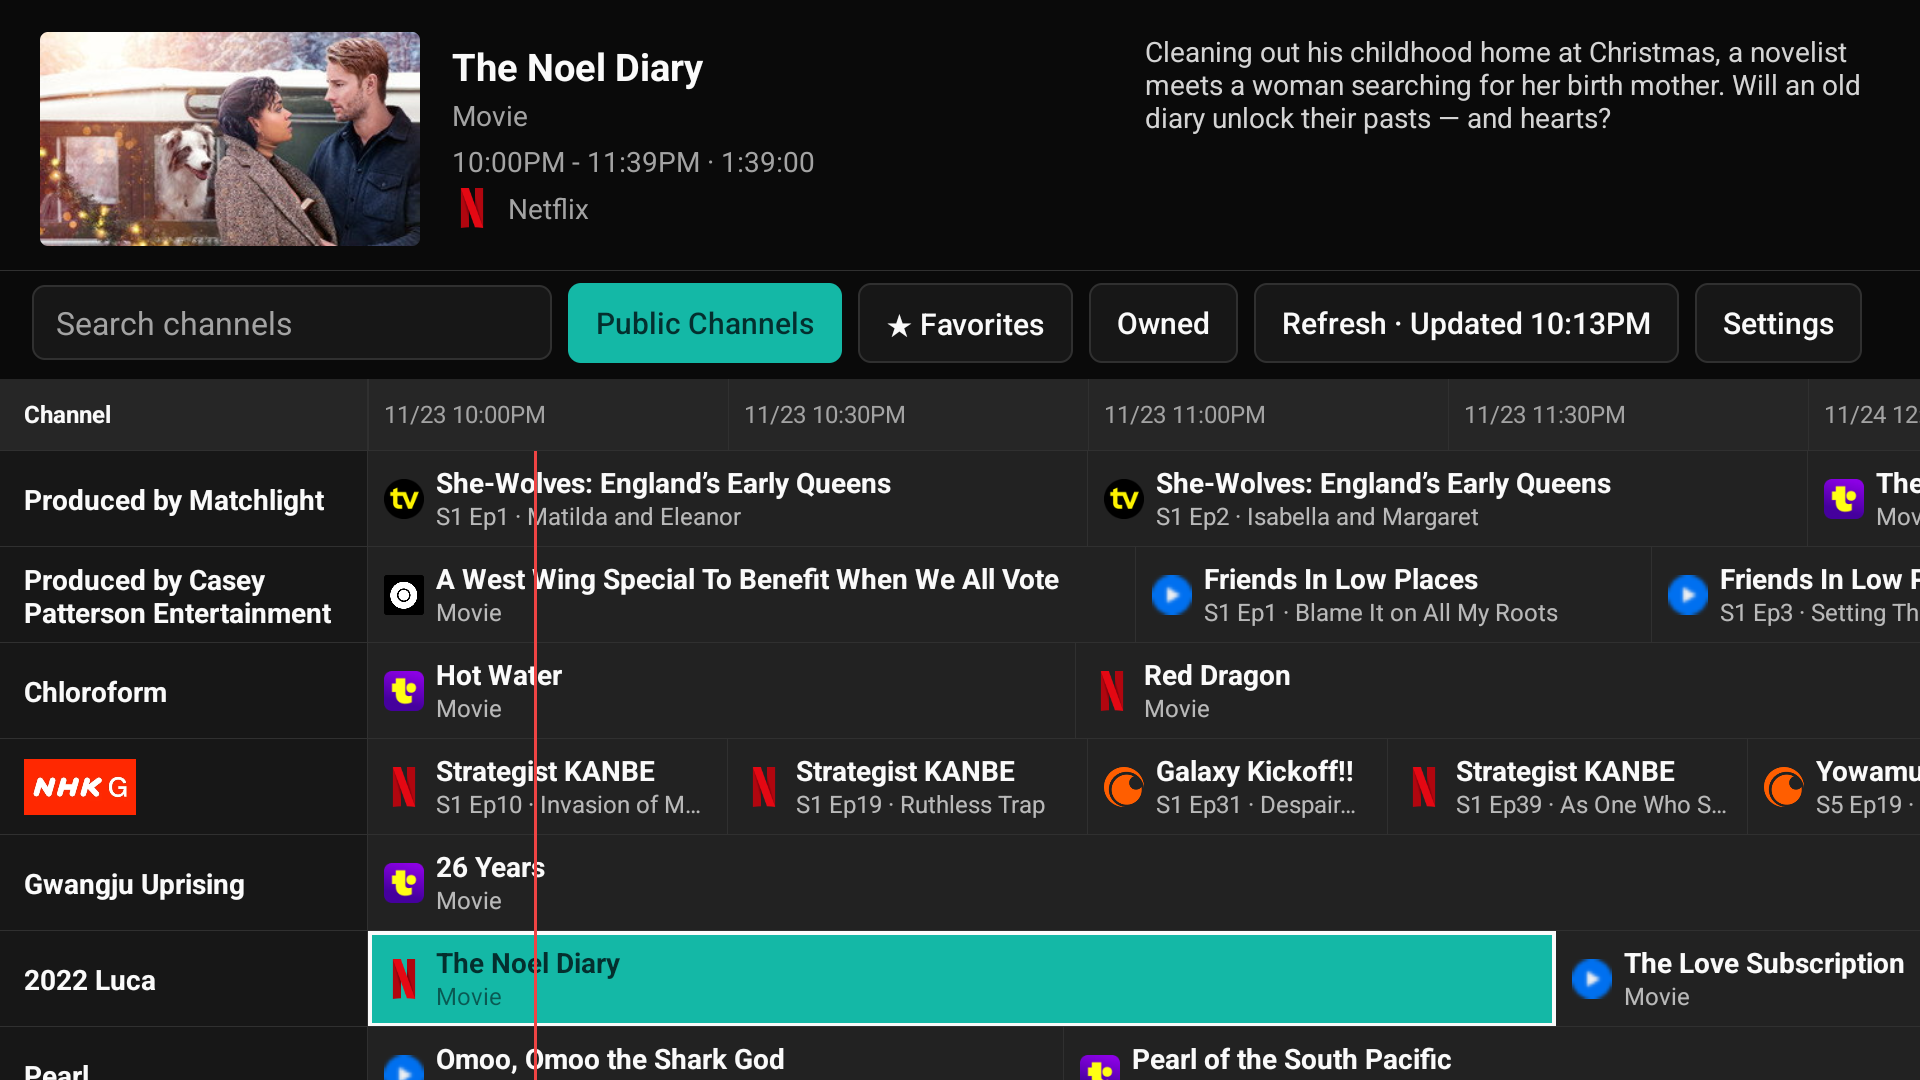 The Noel Diary
Movie
10:00PM - 11:39PM · 1:39:00
N Netflix
Cleaning out his childhood home at Christmas, a novelist
meets a woman searching for her birth mother. Will an old
diary unlock their pasts — and hearts?
Search channels
Public Channels
★ Favorites
Owned
Refresh · Updated 10:13PM
Settings
Channel
11/23 10:00PM
11/23 10:30PM
11/23 11:00PM
11/23 11:30PM
11/24 12:
Produced by Matchlight
tv
She-Wolves: England’s Early Queens
S1 Ep1 · Matilda and Eleanor
tv
She-Wolves: England’s Early Queens
S1 Ep2 · Isabella and Margaret
t
The
Mov
Produced by Casey
Patterson Entertainment
A West Wing Special To Benefit When We All Vote
Movie
Friends In Low Places
S1 Ep1 · Blame It on All My Roots
Friends In Low P
S1 Ep3 · Setting Th
Chloroform
t
Hot Water
Movie
N
Red Dragon
Movie
NHK G
N
Strategist KANBE
S1 Ep10 · Invasion of M...
N
Strategist KANBE
S1 Ep19 · Ruthless Trap
Galaxy Kickoff!!
S1 Ep31 · Despair...
N
Strategist KANBE
S1 Ep39 · As One Who S...
Yowamu
S5 Ep19 ·
Gwangju Uprising
t
26 Years
Movie
2022 Luca
N
The Noel Diary
Movie
The Love Subscription
Movie
Pearl
Omoo, Omoo the Shark God
t
Pearl of the South Pacific